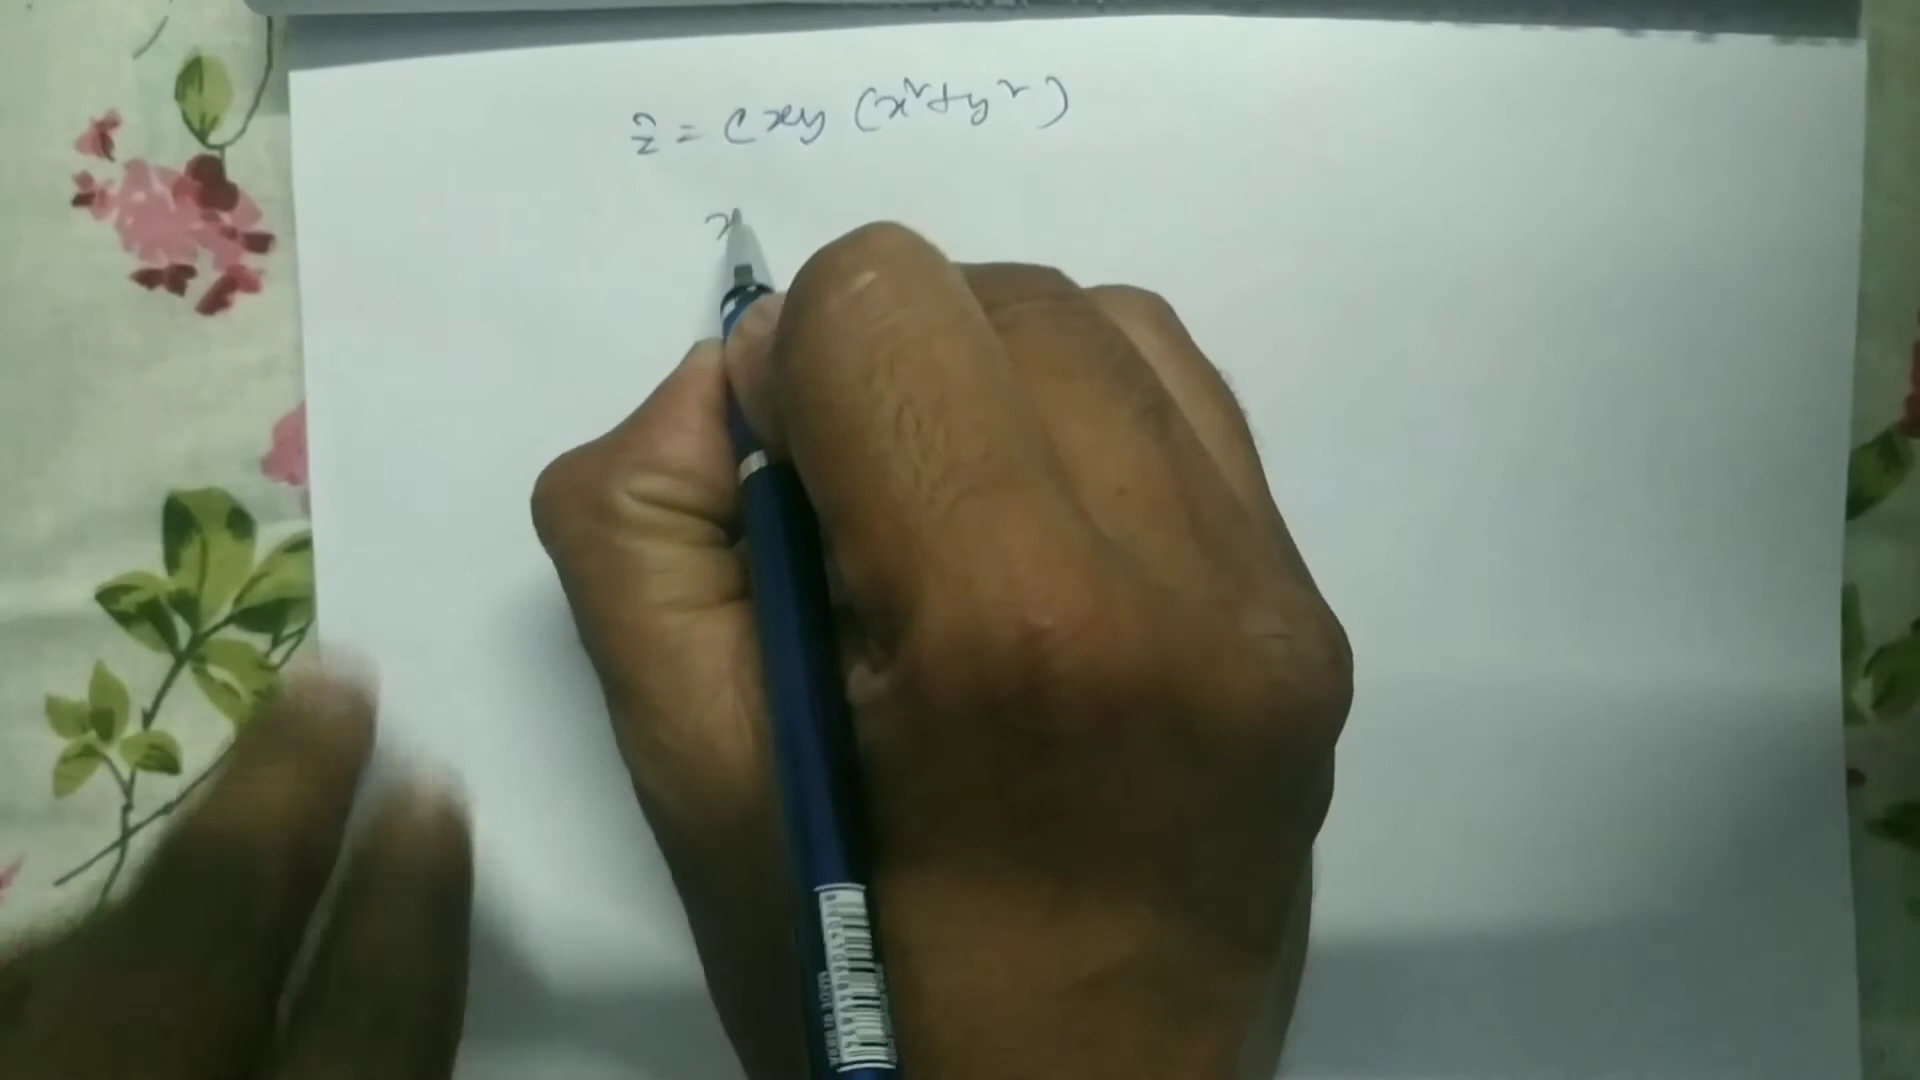 z = cxy (x² + y²)
x